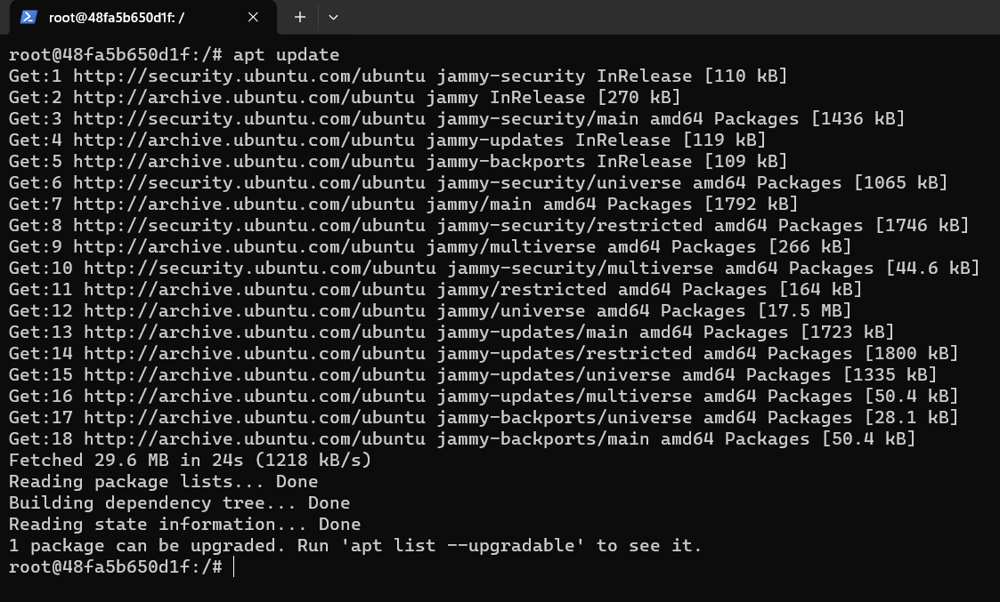 root@48fa5b650d1f: /
root@48fa5b650d1f:/# apt update
Get:1 http://security.ubuntu.com/ubuntu jammy-security InRelease [110 kB]
Get:2 http://archive.ubuntu.com/ubuntu jammy InRelease [270 kB]
Get:3 http://security.ubuntu.com/ubuntu jammy-security/main amd64 Packages [1436 kB]
Get:4 http://archive.ubuntu.com/ubuntu jammy-updates InRelease [119 kB]
Get:5 http://archive.ubuntu.com/ubuntu jammy-backports InRelease [109 kB]
Get:6 http://security.ubuntu.com/ubuntu jammy-security/universe amd64 Packages [1065 kB]
Get:7 http://archive.ubuntu.com/ubuntu jammy/main amd64 Packages [1792 kB]
Get:8 http://security.ubuntu.com/ubuntu jammy-security/restricted amd64 Packages [1746 kB]
Get:9 http://archive.ubuntu.com/ubuntu jammy/multiverse amd64 Packages [266 kB]
Get:10 http://security.ubuntu.com/ubuntu jammy-security/multiverse amd64 Packages [44.6 kB]
Get:11 http://archive.ubuntu.com/ubuntu jammy/restricted amd64 Packages [164 kB]
Get:12 http://archive.ubuntu.com/ubuntu jammy/universe amd64 Packages [17.5 MB]
Get:13 http://archive.ubuntu.com/ubuntu jammy-updates/main amd64 Packages [1723 kB]
Get:14 http://archive.ubuntu.com/ubuntu jammy-updates/restricted amd64 Packages [1800 kB]
Get:15 http://archive.ubuntu.com/ubuntu jammy-updates/universe amd64 Packages [1335 kB]
Get:16 http://archive.ubuntu.com/ubuntu jammy-updates/multiverse amd64 Packages [50.4 kB]
Get:17 http://archive.ubuntu.com/ubuntu jammy-backports/universe amd64 Packages [28.1 kB]
Get:18 http://archive.ubuntu.com/ubuntu jammy-backports/main amd64 Packages [50.4 kB]
Fetched 29.6 MB in 24s (1218 kB/s)
Reading package lists... Done
Building dependency tree... Done
Reading state information... Done
1 package can be upgraded. Run 'apt list --upgradable' to see it.
root@48fa5b650d1f:/#